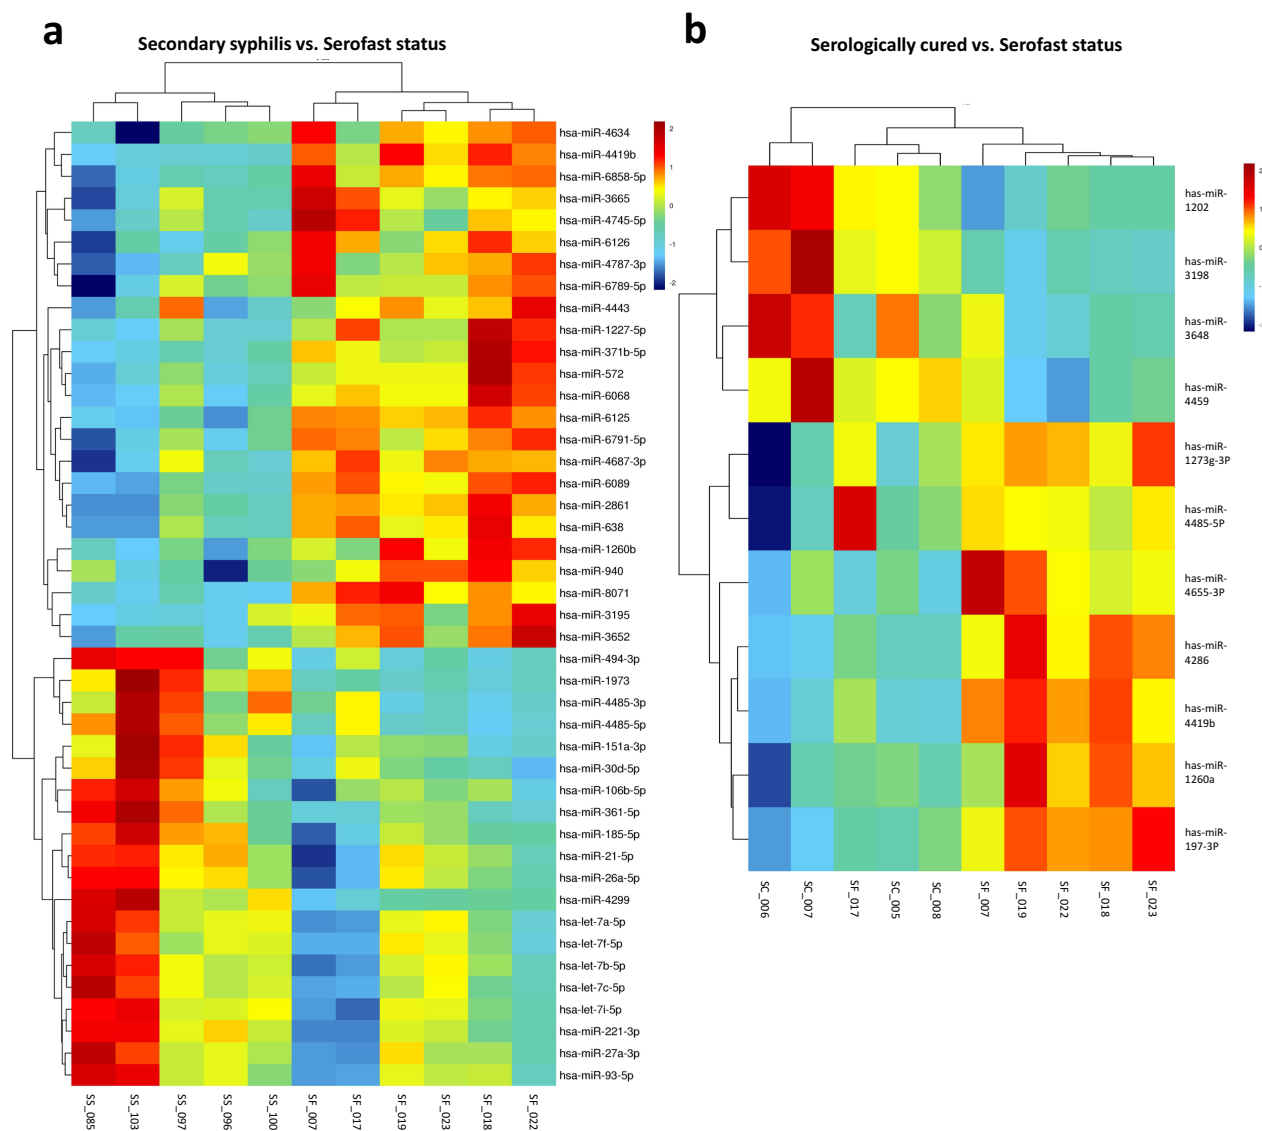 a
Secondary syphilis vs. Serofast status
hsa-miR-4634
hsa-miR-4419b
hsa-miR-6858-5p
hsa-miR-3665
hsa-miR-4745-5p
hsa-miR-6126
hsa-miR-4787-3p
hsa-miR-6789-5p
hsa-miR-4443
hsa-miR-1227-5p
hsa-miR-371b-5p
hsa-miR-572
hsa-miR-6068
hsa-miR-6125
hsa-miR-6791-5p
hsa-miR-4687-3p
hsa-miR-6089
hsa-miR-2861
hsa-miR-638
hsa-miR-1260b
hsa-miR-940
hsa-miR-8071
hsa-miR-3195
hsa-miR-3652
hsa-miR-494-3p
hsa-miR-1973
hsa-miR-4485-3p
hsa-miR-4485-5p
hsa-miR-151a-3p
hsa-miR-30d-5p
hsa-miR-106b-5p
hsa-miR-361-5p
hsa-miR-185-5p
hsa-miR-21-5p
hsa-miR-26a-5p
hsa-miR-4299
hsa-let-7a-5p
hsa-let-7f-5p
hsa-let-7b-5p
hsa-let-7c-5p
hsa-let-7i-5p
hsa-miR-221-3p
hsa-miR-27a-3p
hsa-miR-93-5p
2
1
0
-1
-2
SS_085
SS_103
SS_097
SS_096
SS_100
SF_007
SF_017
SF_019
SF_023
SF_018
SF_022
b
Serologically cured vs. Serofast status
has-miR-
1202
has-miR-
3198
has-miR-
3648
has-miR-
4459
has-miR-
1273g-3P
has-miR-
4485-5P
has-miR-
4655-3P
has-miR-
4286
has-miR-
4419b
has-miR-
1260a
has-miR-
197-3P
2
1
SC_006
SC_007
SF_017
SC_005
SC_008
SF_007
SF_019
SF_022
SF_018
SF_023